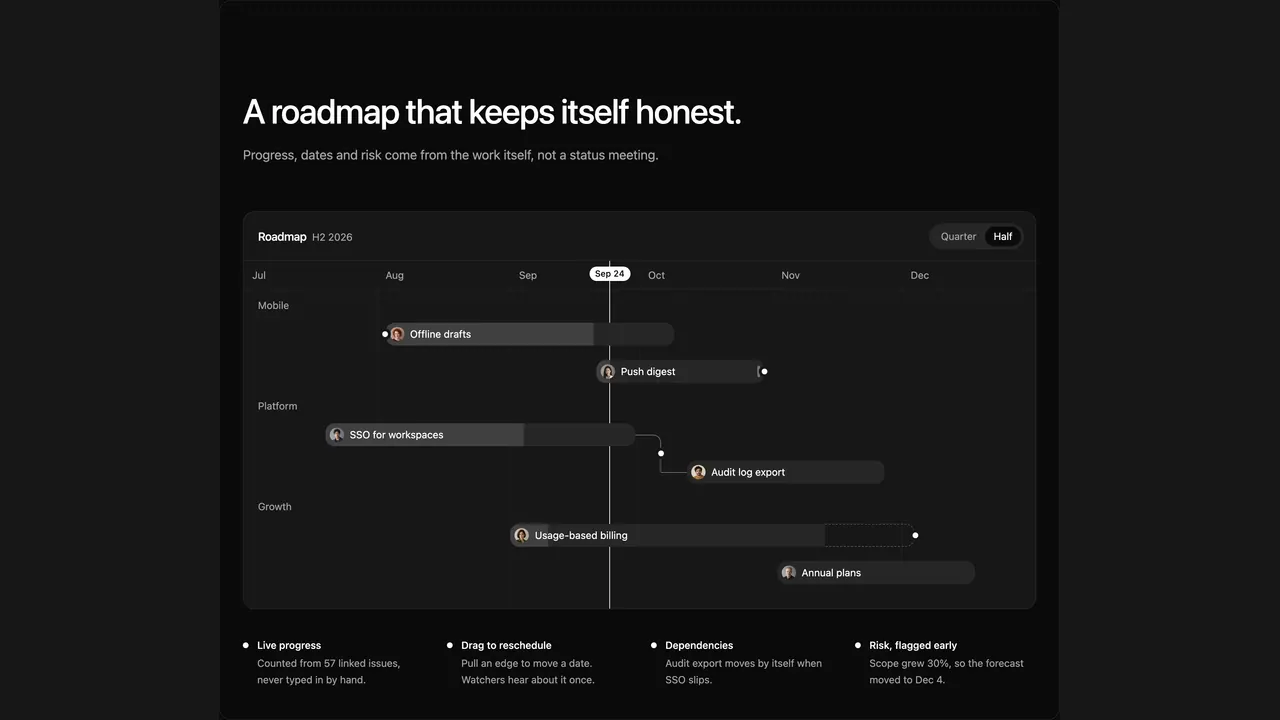 A roadmap that keeps itself honest.
Progress, dates and risk come from the work itself, not a status meeting.
Roadmap H2 2026
Quarter Half
Jul Aug Sep Sep 24 Oct Nov Dec
Mobile
Offline drafts
Push digest
Platform
SSO for workspaces
Audit log export
Growth
Usage-based billing
Annual plans
Live progress
Counted from 57 linked issues,
never typed in by hand.
Drag to reschedule
Pull an edge to move a date.
Watchers hear about it once.
Dependencies
Audit export moves by itself when
SSO slips.
Risk, flagged early
Scope grew 30%, so the forecast
moved to Dec 4.